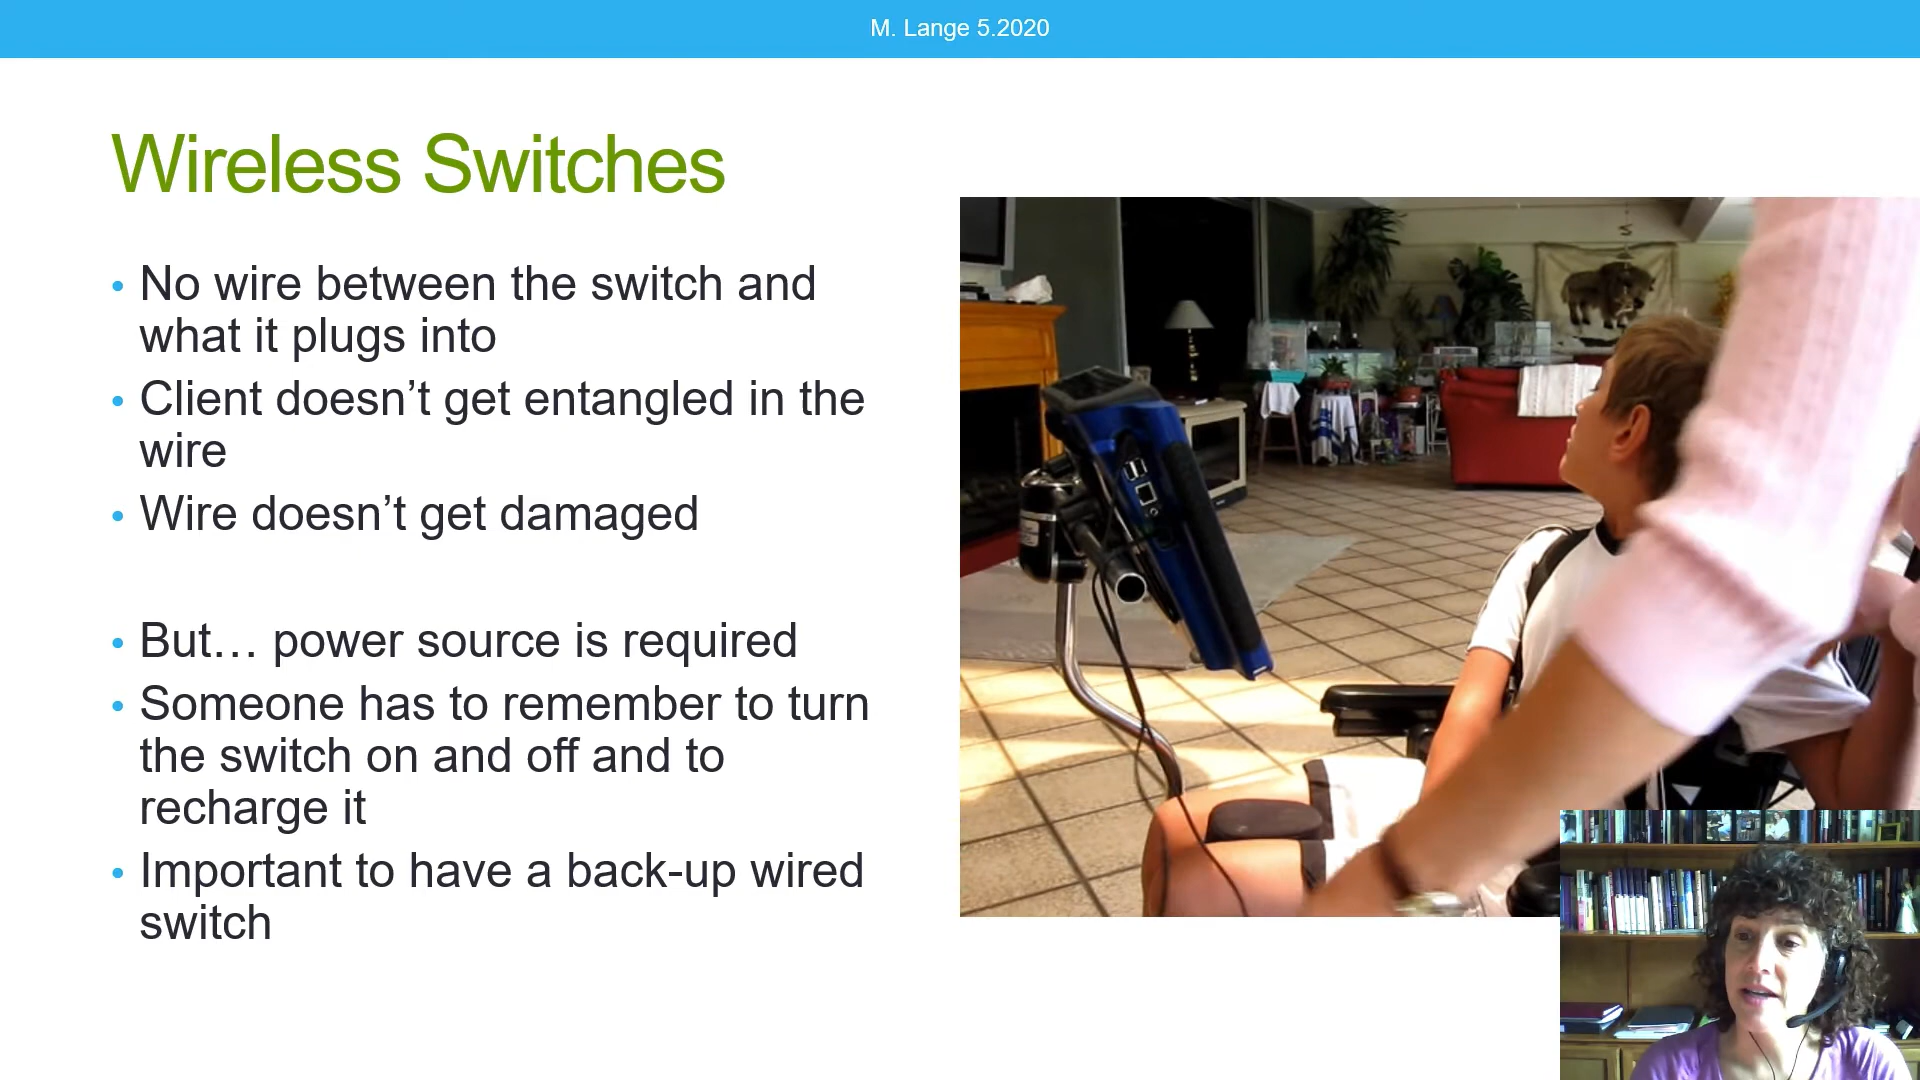 M. Lange 5.2020
Wireless Switches
• No wire between the switch and
what it plugs into
• Client doesn’t get entangled in the
wire
• Wire doesn’t get damaged
• But… power source is required
• Someone has to remember to turn
the switch on and off and to
recharge it
• Important to have a back-up wired
switch